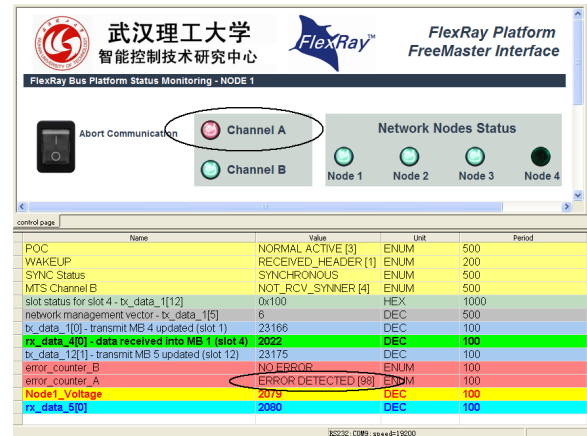 武汉理工大学
智能控制技术研究中心
FlexRay™
FlexRay Platform
FreeMaster Interface
FlexRay Bus Platform Status Monitoring - NODE 1
Abort Communication
Channel A
Channel B
Network Nodes Status
Node 1 Node 2 Node 3 Node 4
control page
Name Value Unit Period
POC NORMAL ACTIVE [3] ENUM 500
WAKEUP RECEIVED_HEADER [1] ENUM 200
SYNC Status SYNCHRONOUS ENUM 500
MTS Channel B NOT_RCV_SYNNER [4] ENUM 500
slot status for slot 4 - tx_data_1[12] 0x100 HEX 1000
network management vector - tx_data_1[5] 6 DEC 500
tx_data_1[0] - transmit MB 4 updated (slot 1) 23166 DEC 100
rx_data_4[0] - data received into MB 1 (slot 4) 2022 DEC 100
tx_data_12[1] - transmit MB 5 updated (slot 12) 23175 DEC 100
error_counter_B NO ERROR ENUM 100
error_counter_A ERROR DETECTED [98] ENUM 100
Node1_Voltage 2079 DEC 100
rx_data_5[0] 2080 DEC 100
RS232:COM9:speed=19200